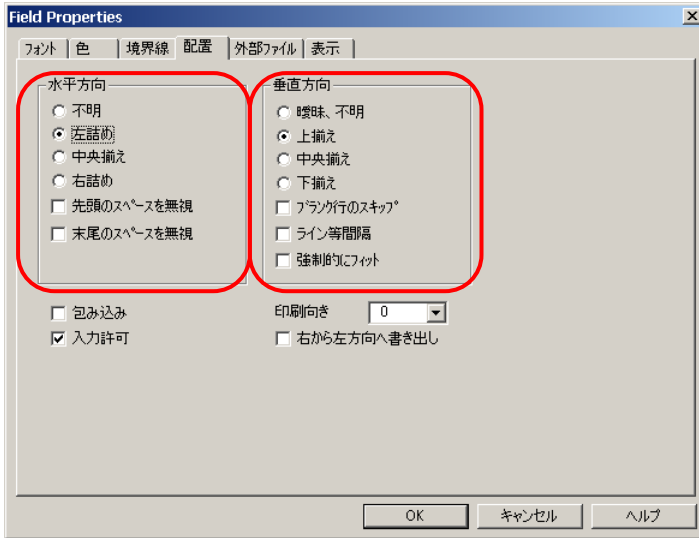 Field Properties
フォント 色 境界線 配置 外部ファイル 表示
水平方向
不明
左詰め
中央揃え
右詰め
先頭のスペースを無視
末尾のスペースを無視
垂直方向
曖昧、不明
上揃え
中央揃え
下揃え
ブランク行のスキップ
ライン等間隔
強制的にフィット
包み込み
入力許可
印刷向き 0
右から左方向へ書き出し
OK キャンセル ヘルプ